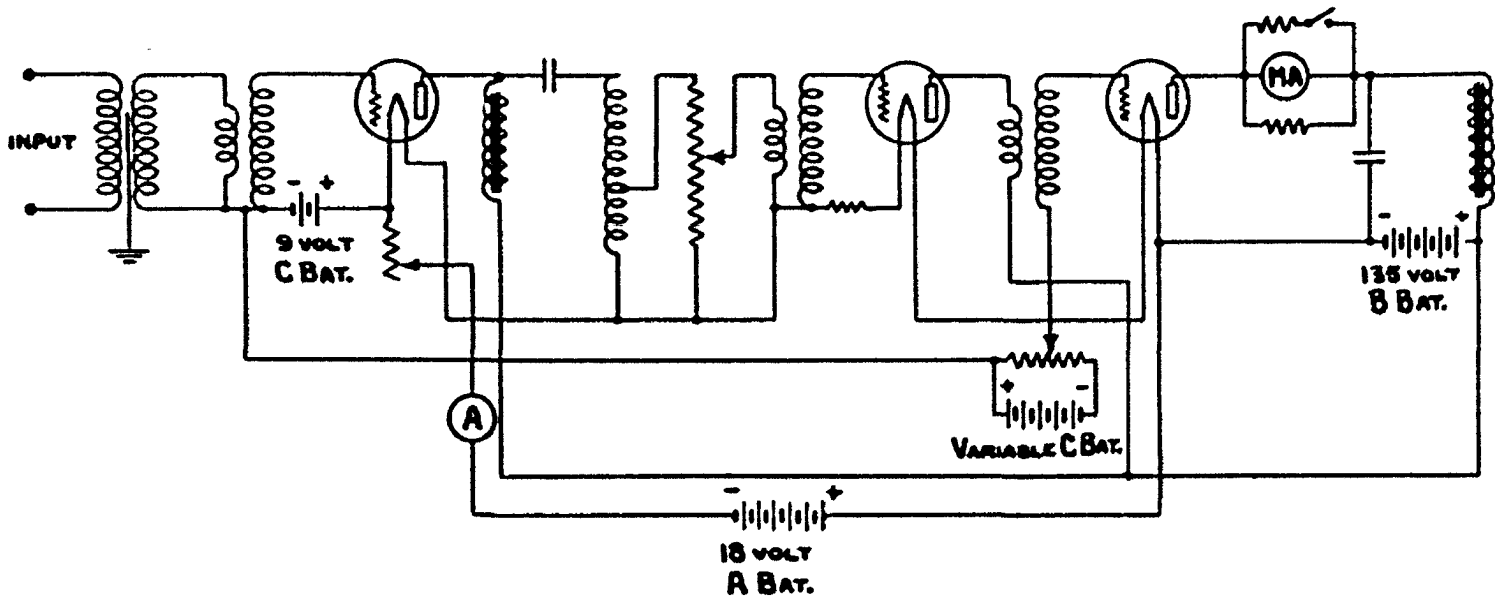 MA
INPUT
- +
9 VOLT
C BAT.
- +
135 VOLT
B BAT.
+ -
A
VARIABLE C BAT.
- +
18 VOLT
A BAT.